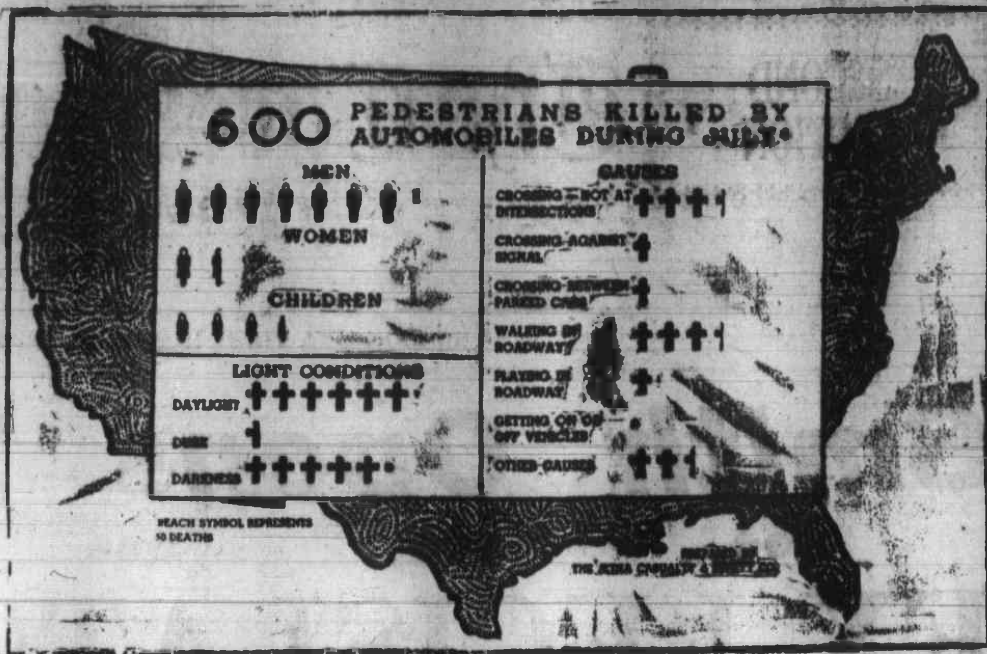 600 PEDESTRIANS KILLED BY
AUTOMOBILES DURING JULY*
MEN
WOMEN
CHILDREN
LIGHT CONDITIONS
DAYLIGHT
DUSK
DARKNESS
CAUSES
CROSSING—NOT AT
INTERSECTIONS
CROSSING AGAINST
SIGNAL
CROSSING BETWEEN
PARKED CARS
WALKING IN
ROADWAY
PLAYING IN
ROADWAY
GETTING ON OR
OFF VEHICLES
OTHER CAUSES
*EACH SYMBOL REPRESENTS
50 DEATHS
PREPARED BY
THE ÆTNA CASUALTY & SURETY CO.